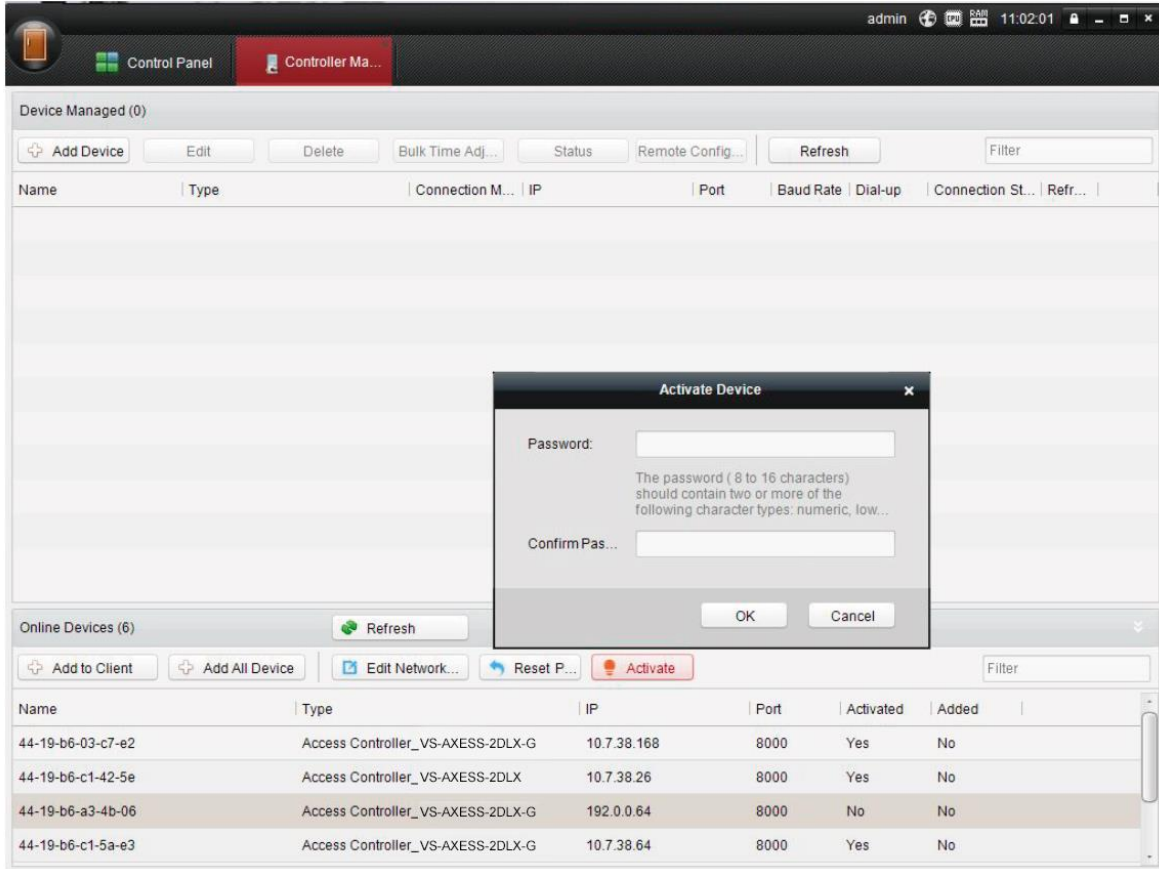 admin CPU RAM 11:02:01
Control Panel Controller Ma...
Device Managed (0)
Add Device Edit Delete Bulk Time Adj... Status Remote Config... Refresh Filter
Name Type Connection M... IP Port Baud Rate Dial-up Connection St... Refr...
Activate Device
Password:
The password ( 8 to 16 characters)
should contain two or more of the
following character types: numeric, low...
Confirm Pas...
OK Cancel
Online Devices (6) Refresh
Add to Client Add All Device Edit Network... Reset P... Activate Filter
Name Type IP Port Activated Added
44-19-b6-03-c7-e2 Access Controller_VS-AXESS-2DLX-G 10.7.38.168 8000 Yes No
44-19-b6-c1-42-5e Access Controller_VS-AXESS-2DLX 10.7.38.26 8000 Yes No
44-19-b6-a3-4b-06 Access Controller_VS-AXESS-2DLX-G 192.0.0.64 8000 No No
44-19-b6-c1-5a-e3 Access Controller_VS-AXESS-2DLX-G 10.7.38.64 8000 Yes No